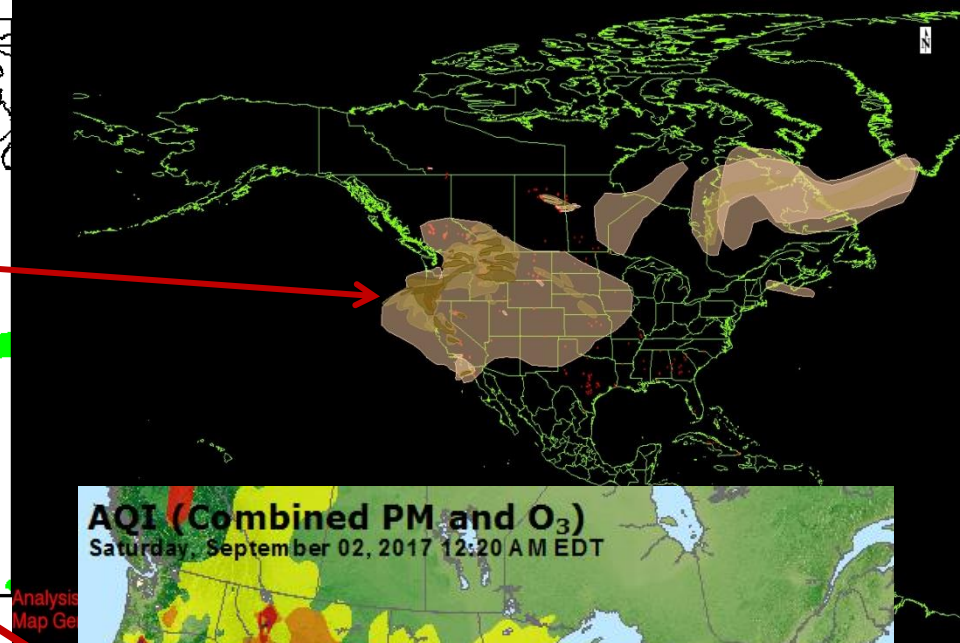 N
AQI (Combined PM and O₃)
Saturday, September 02, 2017 12:20 AM EDT
Analysis
Map Ge